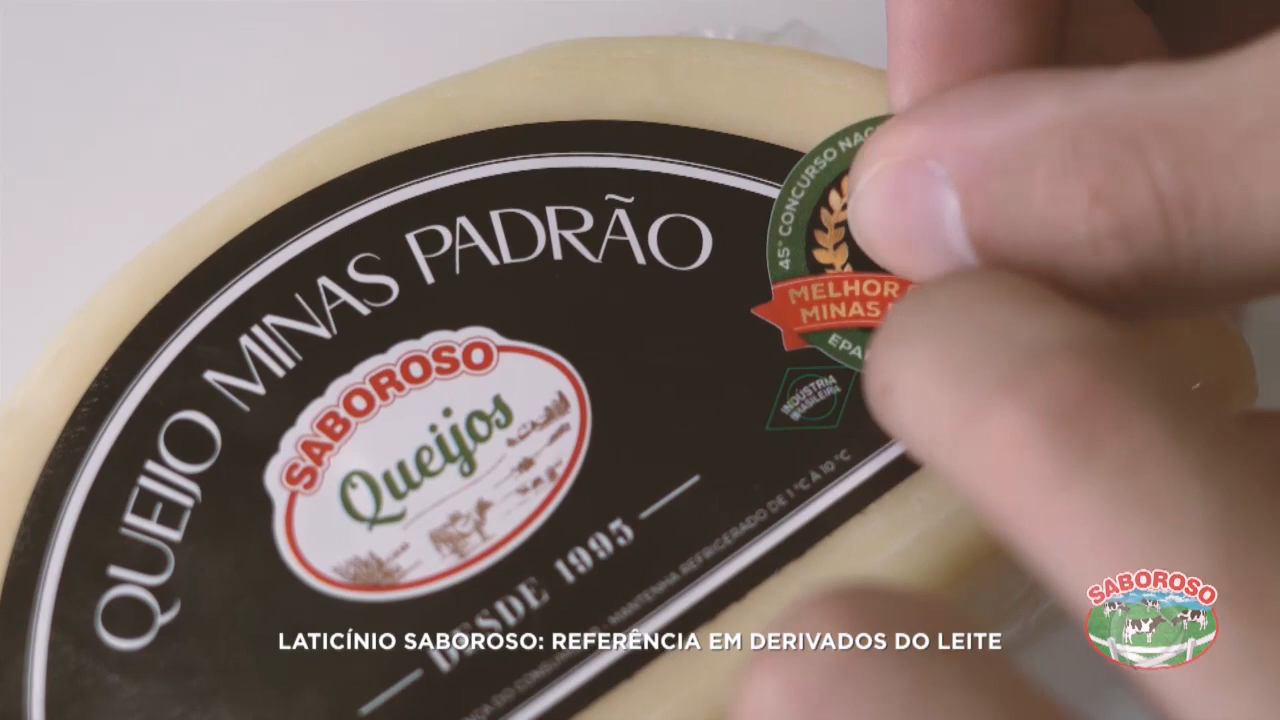 QUEIJO MINAS PADRÃO
45º CONCURSO NAC
MELHOR
MINAS
EPA
INDÚSTRIA
BRASILEIRA
SABOROSO
Queijos
DESDE 1995
MANTENHA REFRIGERADO DE 1 °C À 10 °C
LATICÍNIO SABOROSO: REFERÊNCIA EM DERIVADOS DO LEITE
SABOROSO